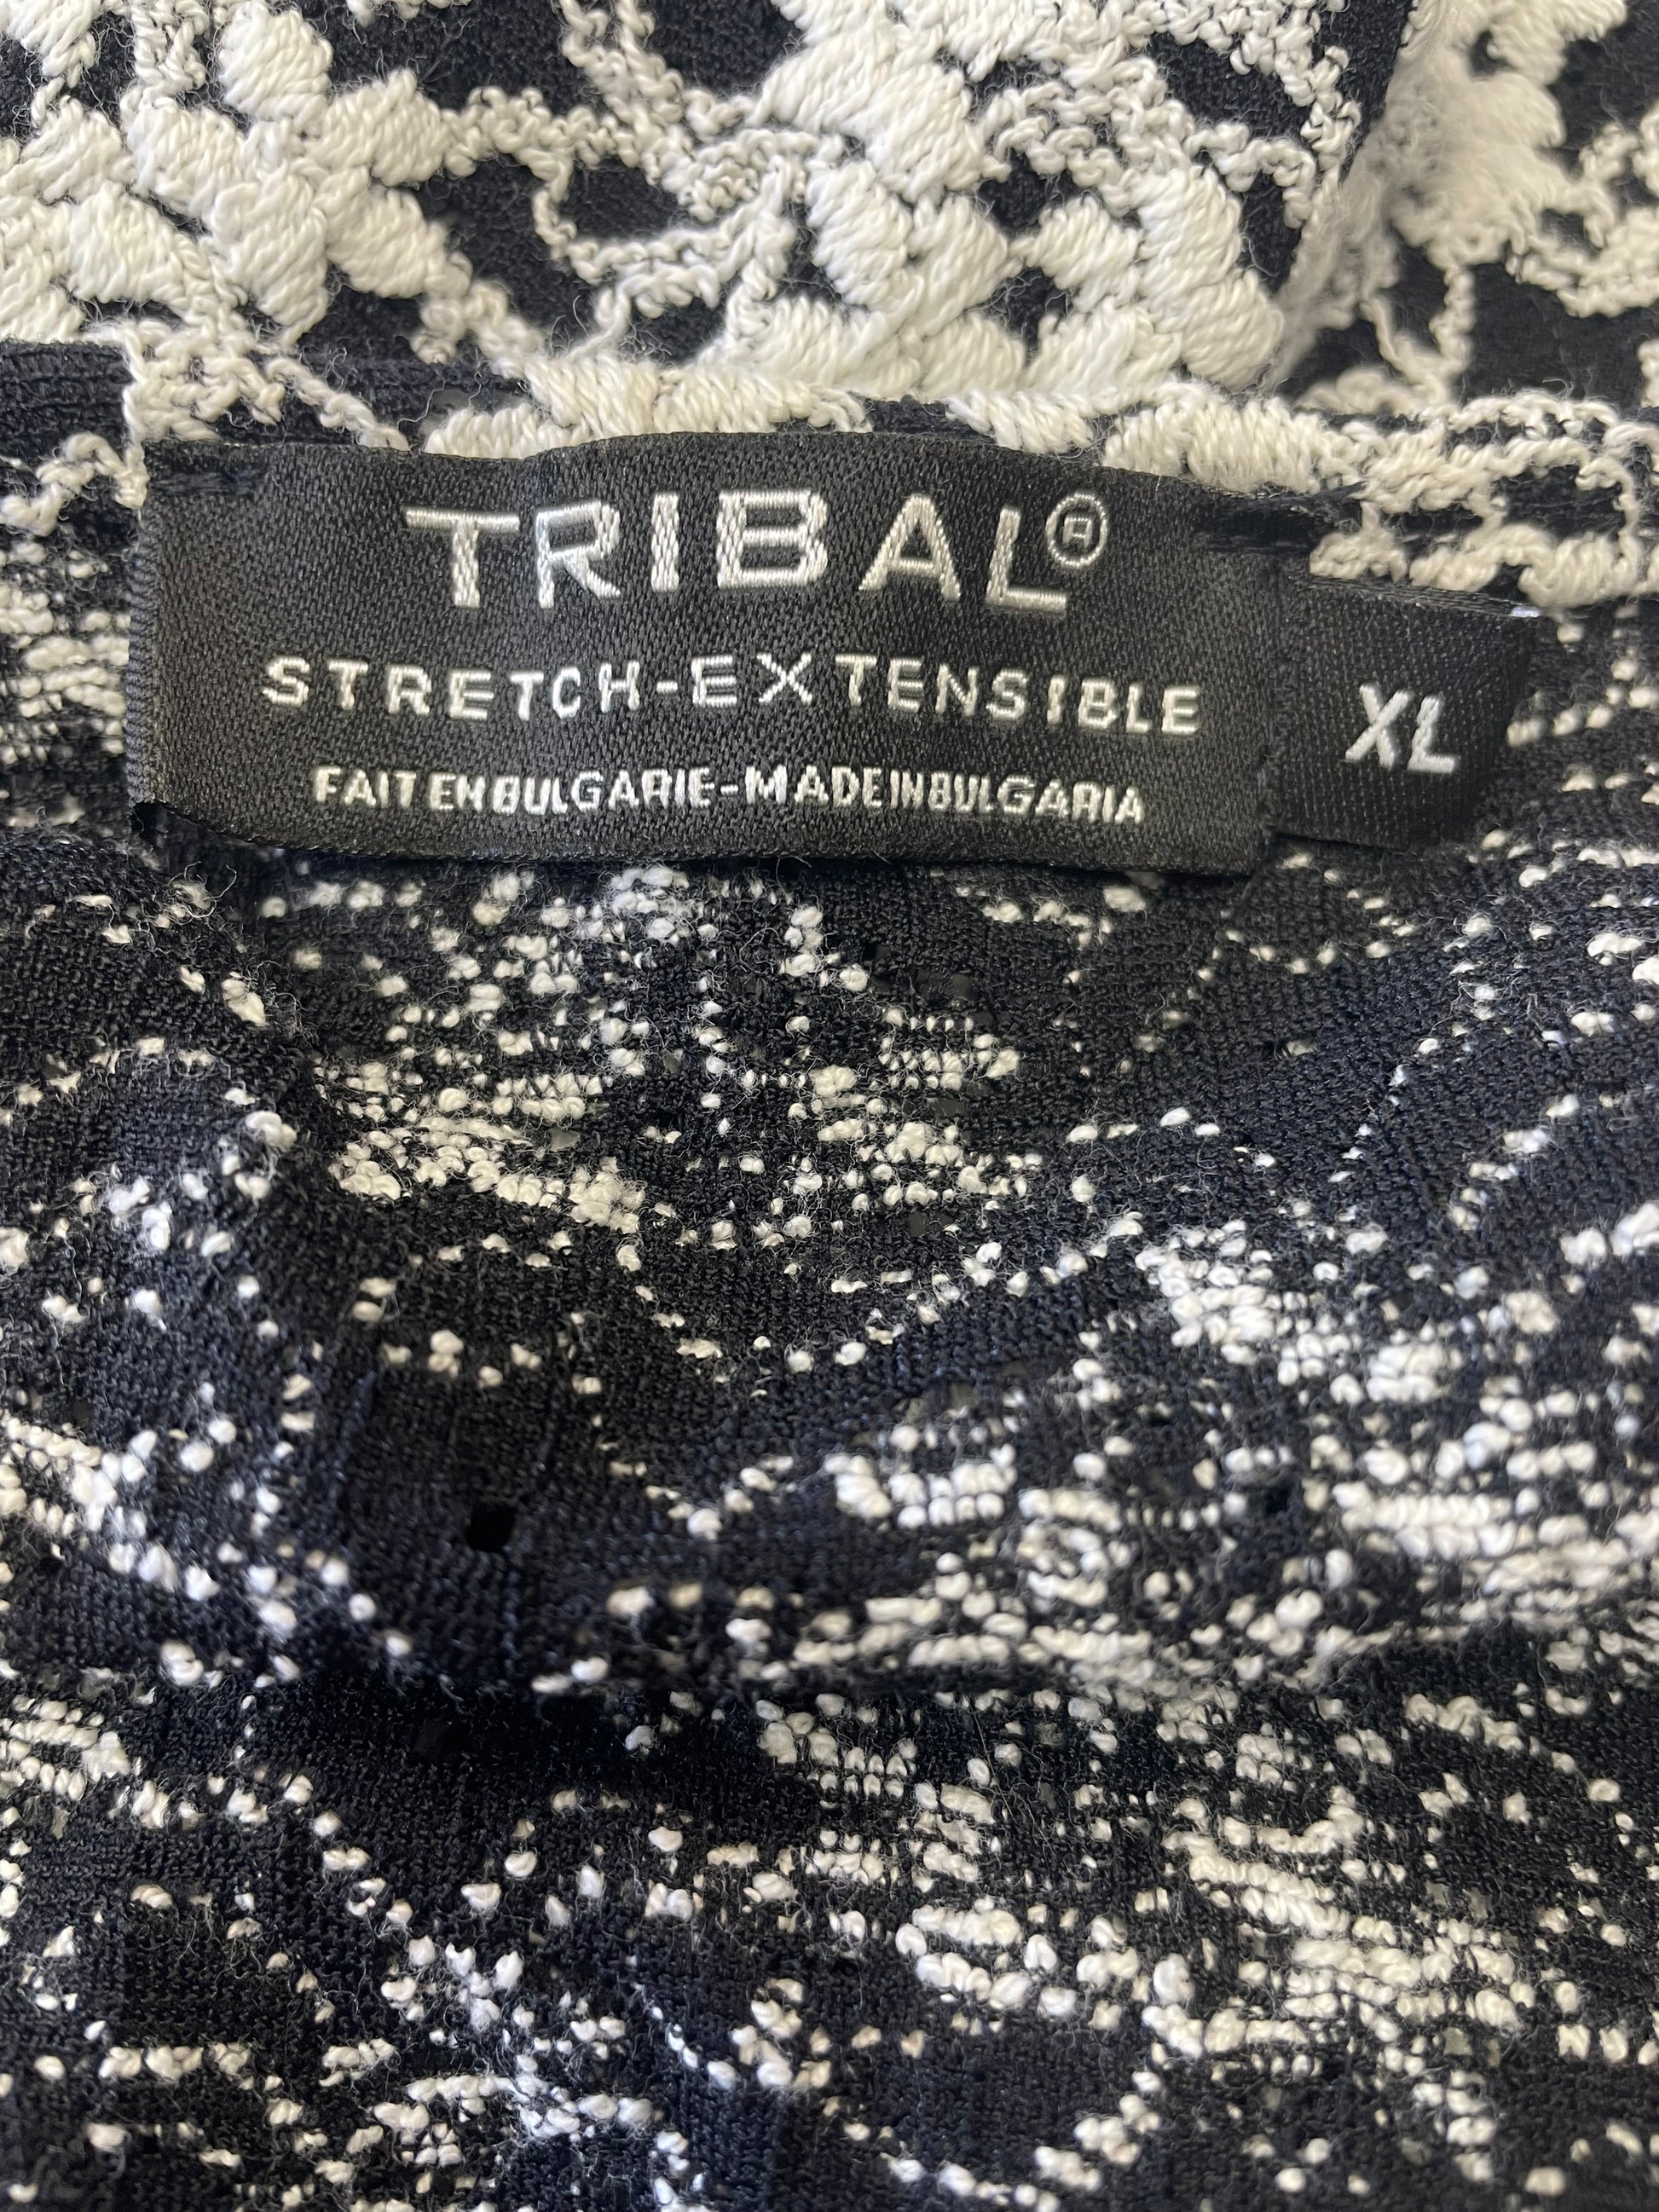 TRIBAL®
STRETCH-EXTENSIBLE
FAIT EN BULGARIE-MADE IN BULGARIA
XL